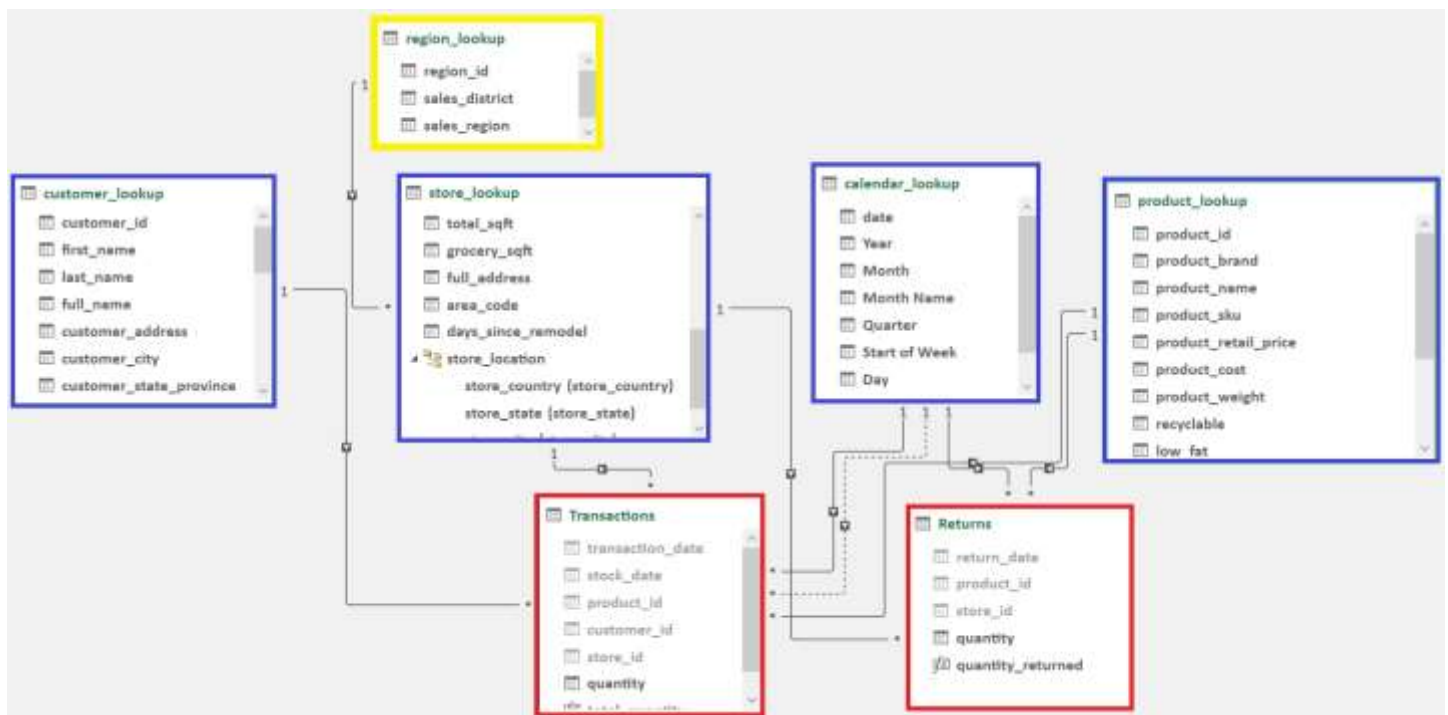 region_lookup
region_id
sales_district
sales_region
1
customer_lookup
customer_id
first_name
last_name
full_name
customer_address
customer_city
customer_state_province
1
store_lookup
total_sqft
grocery_sqft
full_address
area_code
days_since_remodel
store_location
store_country (store_country)
store_state (store_state)
*
1
1
calendar_lookup
date
Year
Month
Month Name
Quarter
Start of Week
Day
1
1
1
product_lookup
product_id
product_brand
product_name
product_sku
product_retail_price
product_cost
product_weight
recyclable
low_fat
1
1
Transactions
transaction_date
stock_date
product_id
customer_id
store_id
quantity
*
*
*
*
*
Returns
return_date
product_id
store_id
quantity
fx quantity_returned
*
*
*